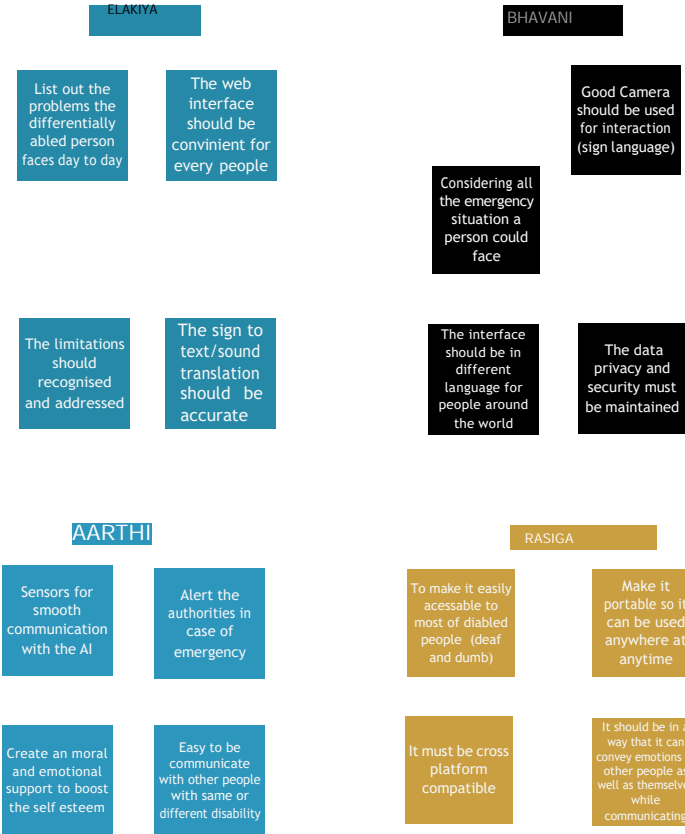 ELAKIYA
List out the
problems the
differentially
abled person
faces day to day
The web
interface
should be
convinient for
every people
The limitations
should
recognised
and addressed
The sign to
text/sound
translation
should be
accurate
BHAVANI
Good Camera
should be used
for interaction
(sign language)
Considering all
the emergency
situation a
person could
face
The interface
should be in
different
language for
people around
the world
The data
privacy and
security must
be maintained
AARTHI
Sensors for
smooth
communication
with the AI
Alert the
authorities in
case of
emergency
Create an moral
and emotional
support to boost
the self esteem
Easy to be
communicate
with other people
with same or
different disability
RASIGA
To make it easily
acessable to
most of diabled
people (deaf
and dumb)
Make it
portable so it
can be used
anywhere at
anytime
It must be cross
platform
compatible
It should be in a
way that it can
convey emotions
other people as
well as themselve
while
communicating